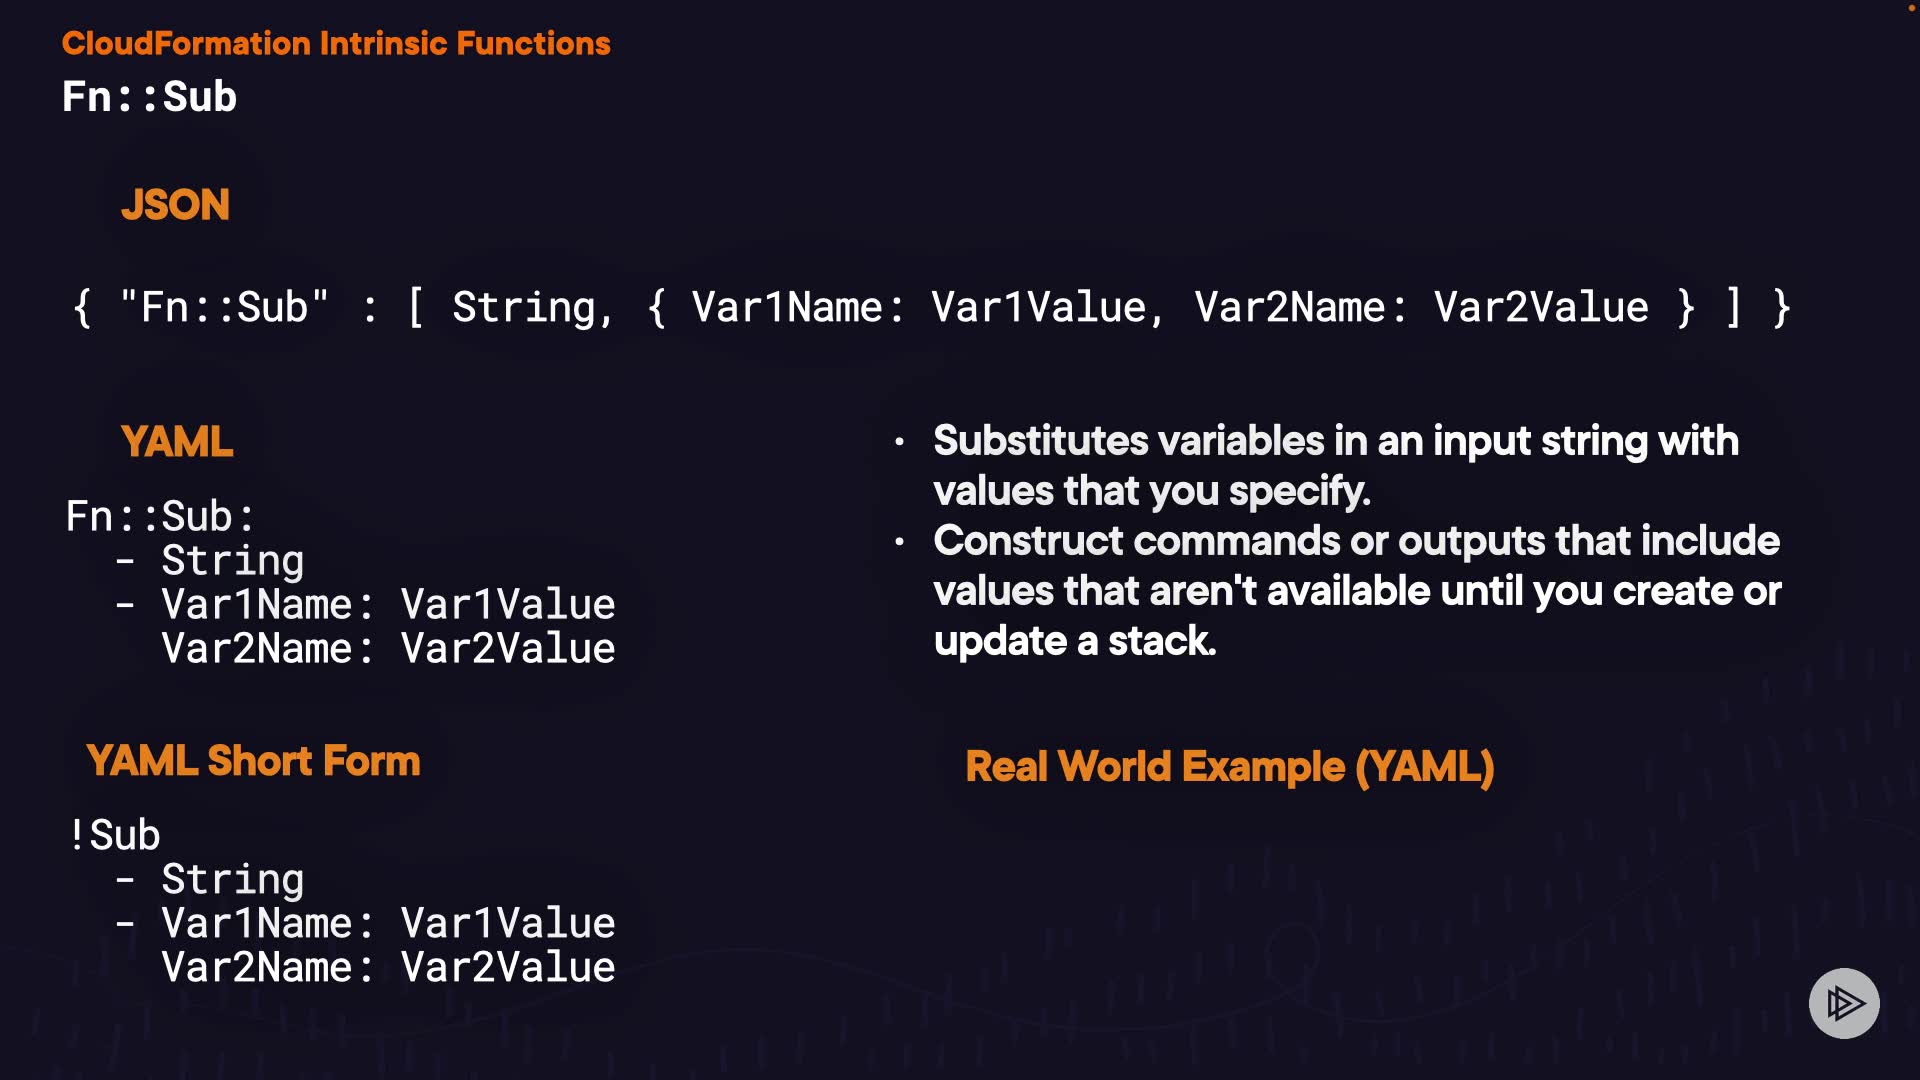 CloudFormation Intrinsic Functions
Fn::Sub
JSON
{ "Fn::Sub" : [ String, { Var1Name: Var1Value, Var2Name: Var2Value } ] }
YAML
Fn::Sub:
  - String
  - Var1Name: Var1Value
    Var2Name: Var2Value
· Substitutes variables in an input string with
values that you specify.
· Construct commands or outputs that include
values that aren't available until you create or
update a stack.
YAML Short Form
!Sub
  - String
  - Var1Name: Var1Value
    Var2Name: Var2Value
Real World Example (YAML)